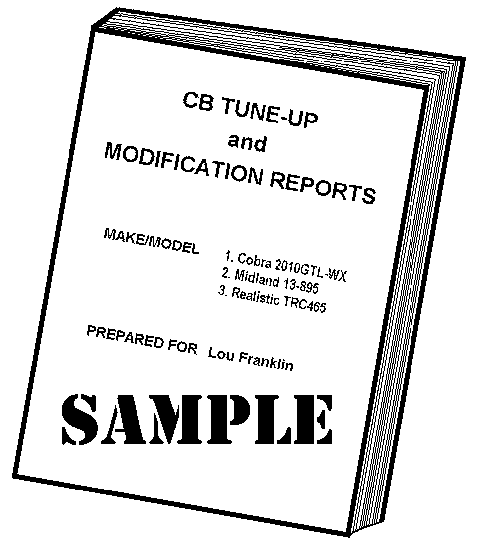 CB TUNE-UP
and
MODIFICATION REPORTS
MAKE/MODEL 1. Cobra 2010GTL-WX
2. Midland 13-895
3. Realistic TRC465
PREPARED FOR Lou Franklin
SAMPLE